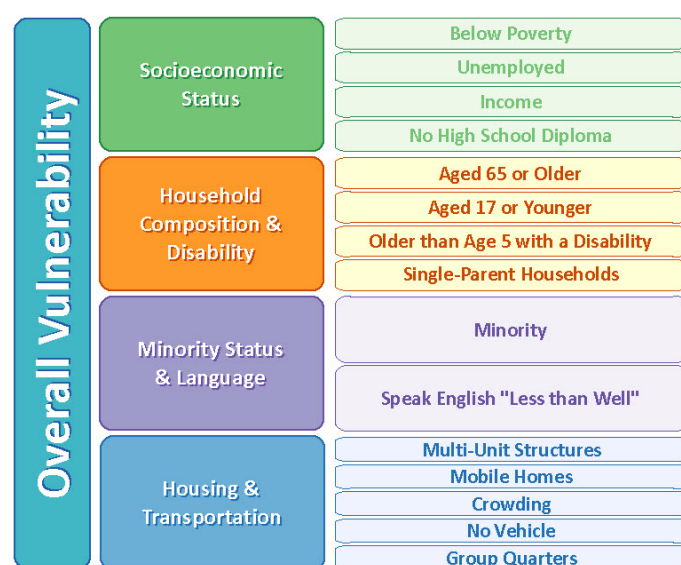 Overall Vulnerability
Socioeconomic
Status
Below Poverty
Unemployed
Income
No High School Diploma
Household
Composition &
Disability
Aged 65 or Older
Aged 17 or Younger
Older than Age 5 with a Disability
Single-Parent Households
Minority Status
& Language
Minority
Speak English "Less than Well"
Housing &
Transportation
Multi-Unit Structures
Mobile Homes
Crowding
No Vehicle
Group Quarters